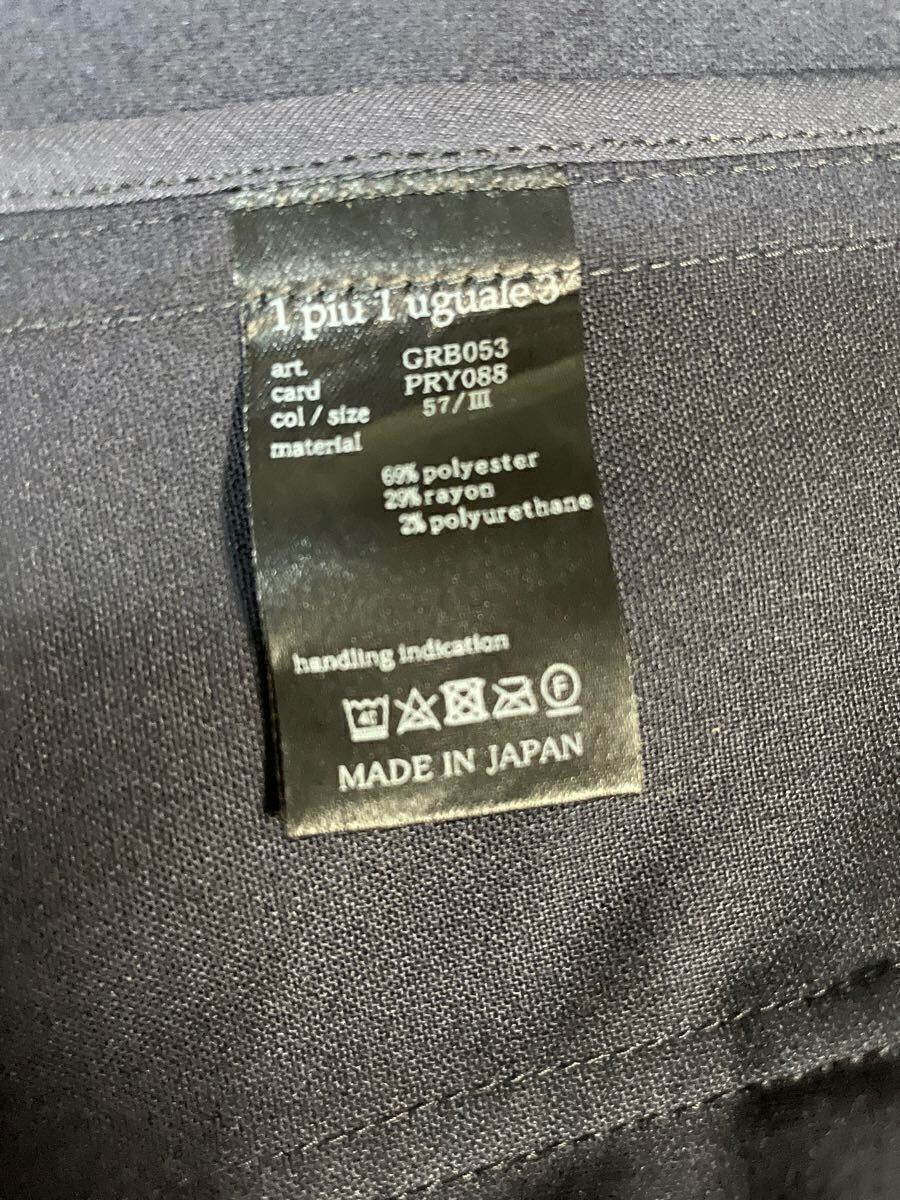 1 piu 1 uguale 3
art. GRB053
card PRY088
col / size 57/III
material
69% polyester
29% rayon
2% polyurethane
handling indication
F
MADE IN JAPAN